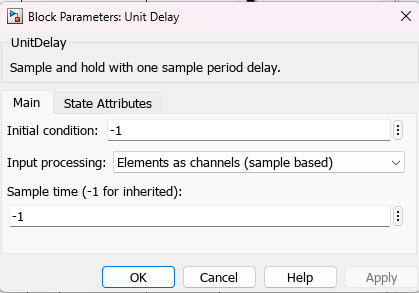 Block Parameters: Unit Delay
UnitDelay
Sample and hold with one sample period delay.
Main State Attributes
Initial condition: -1
Input processing: Elements as channels (sample based)
Sample time (-1 for inherited):
-1
OK Cancel Help Apply